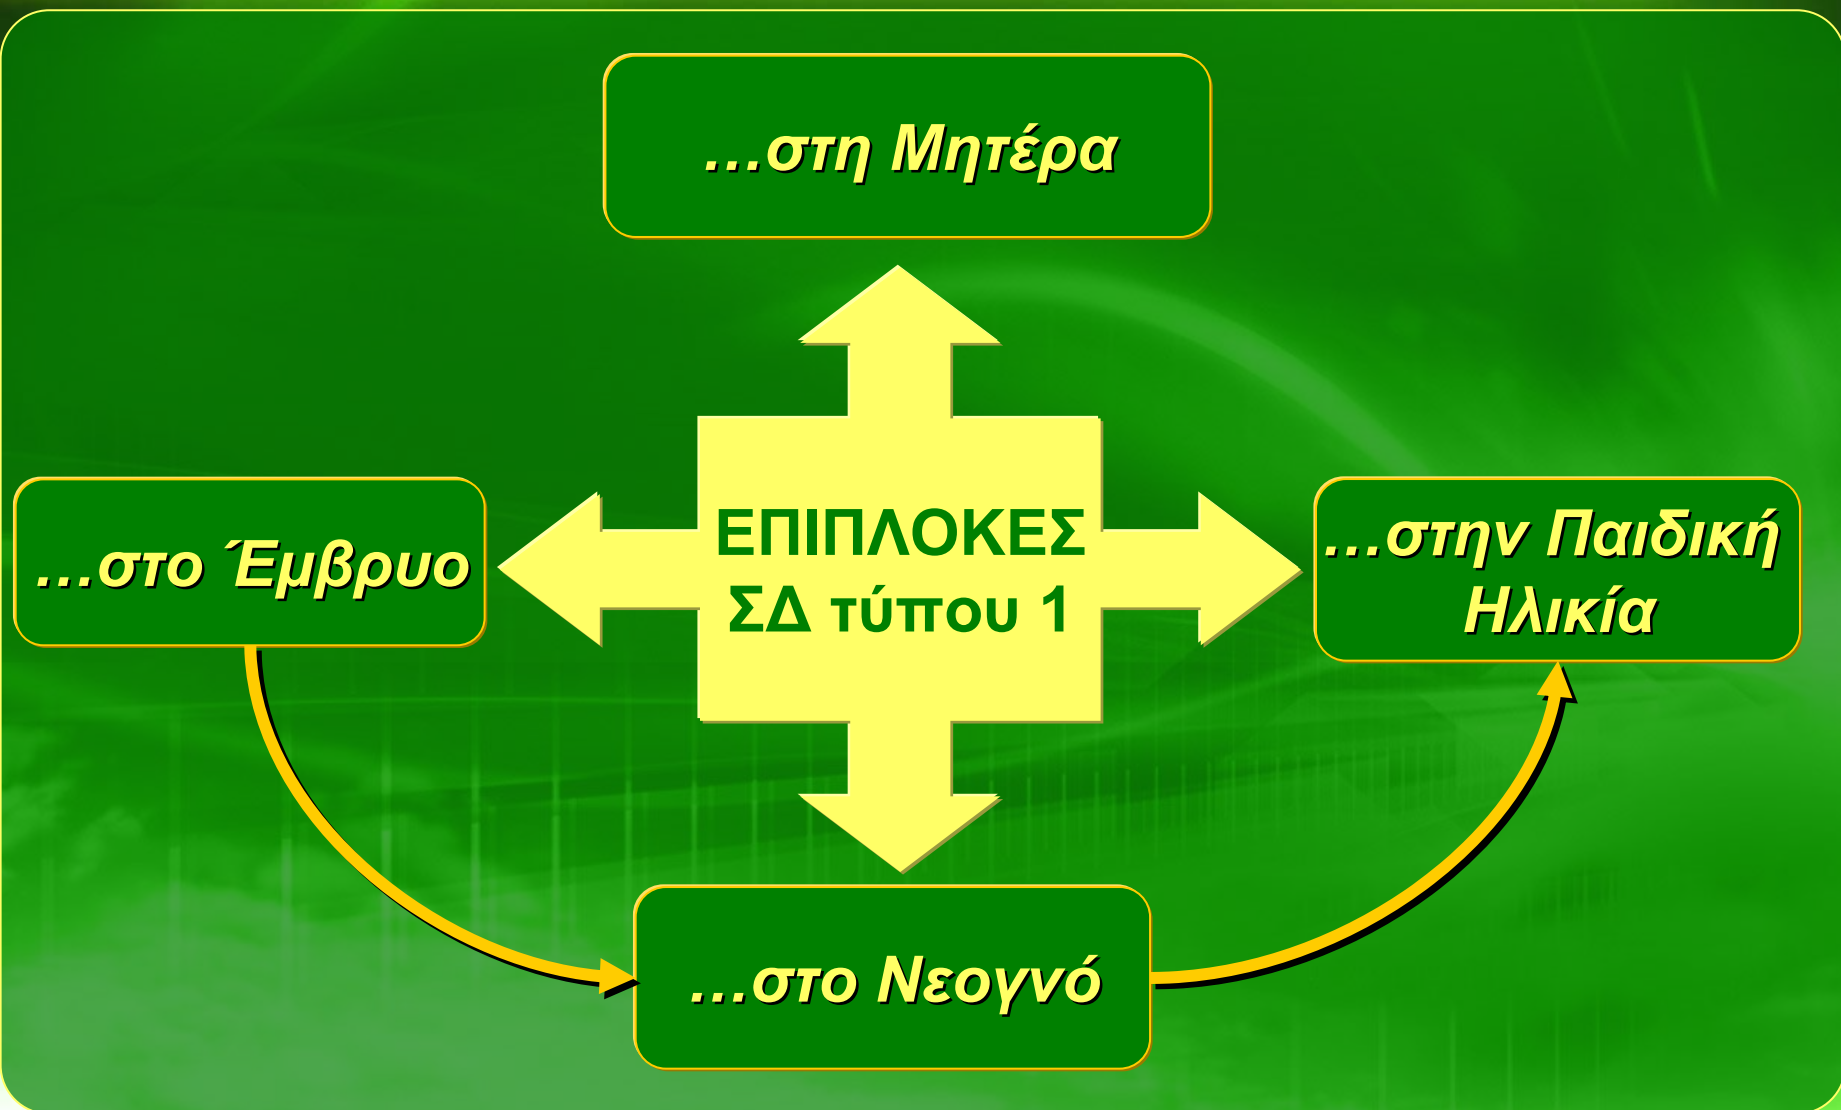 …στη Μητέρα
…στο Έμβρυο
ΕΠΙΠΛΟΚΕΣ
ΣΔ τύπου 1
…στην Παιδική
Ηλικία
…στο Νεογνό